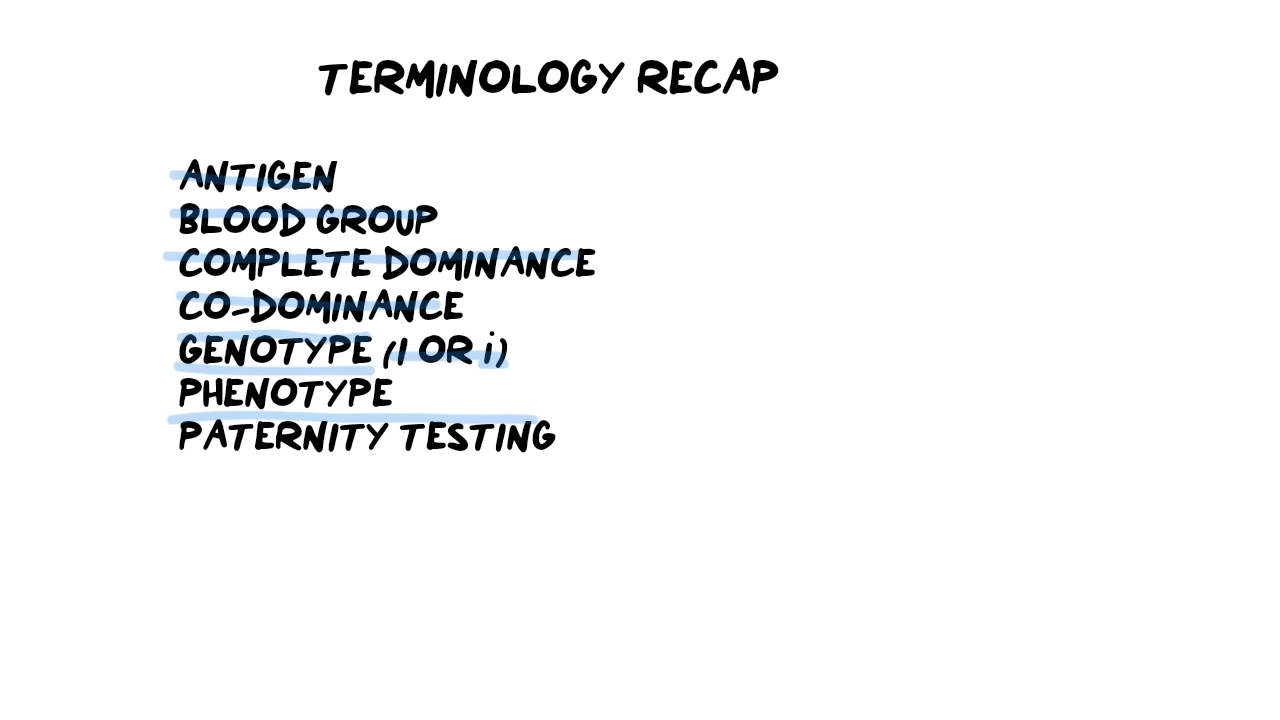 TERMINOLOGY RECAP
ANTIGEN
BLOOD GROUP
COMPLETE DOMINANCE
CO-DOMINANCE
GENOTYPE (I OR i)
PHENOTYPE
PATERNITY TESTING